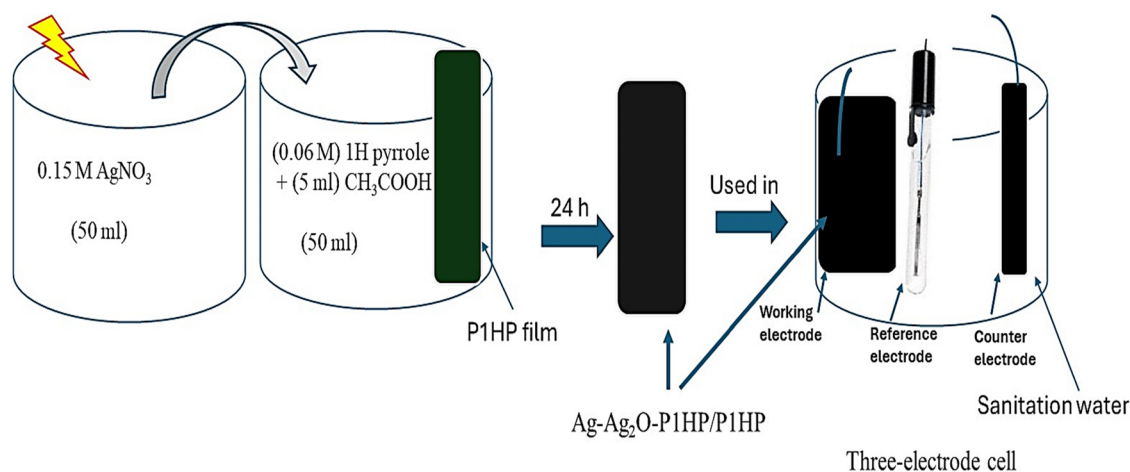 0.15 M AgNO₃
(50 ml)
(0.06 M) 1H pyrrole
+ (5 ml) CH₃COOH
(50 ml)
P1HP film
24 h
Ag-Ag₂O-P1HP/P1HP
Used in
Working
electrode
Reference
electrode
Counter
electrode
Sanitation water
Three-electrode cell